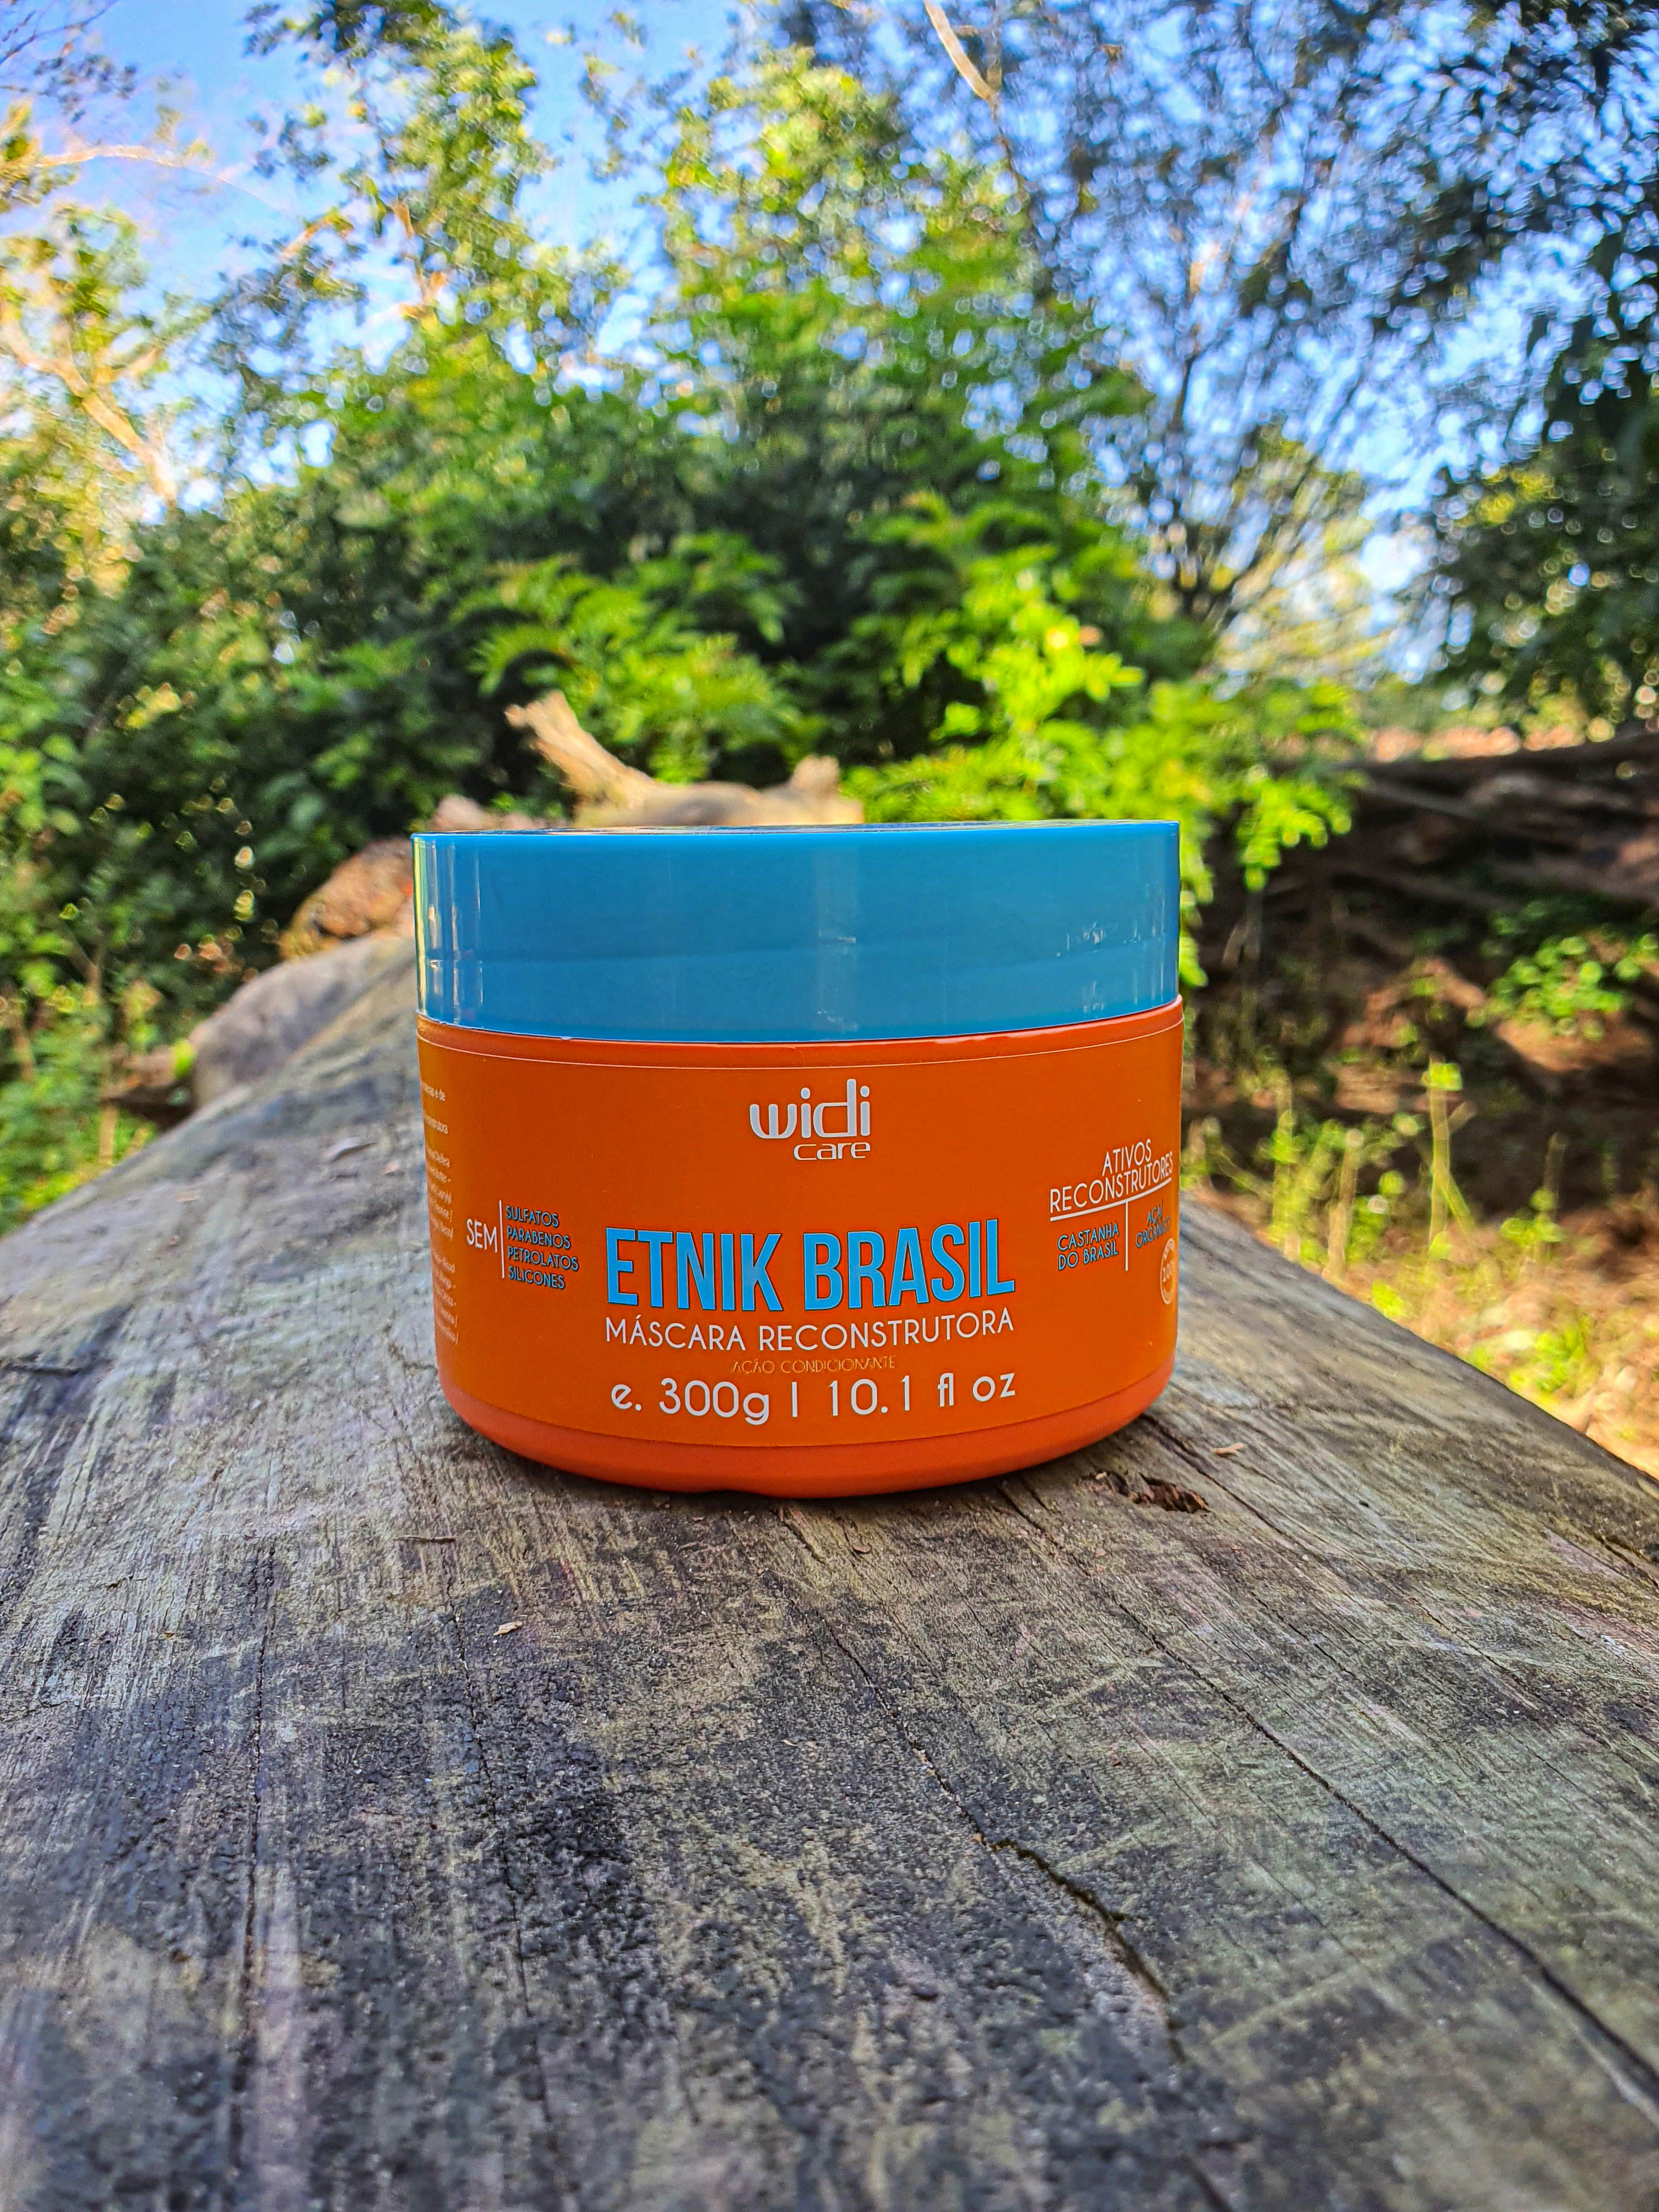 widi
care
SEM
SULFATOS
PARABENOS
PETROLATOS
SILICONES
ETNIK BRASIL
MÁSCARA RECONSTRUTORA
AÇÃO CONDICIONANTE
e. 300g | 10.1 fl oz
ATIVOS
RECONSTRUTORES
CASTANHA
DO BRASIL
AÇAÍ